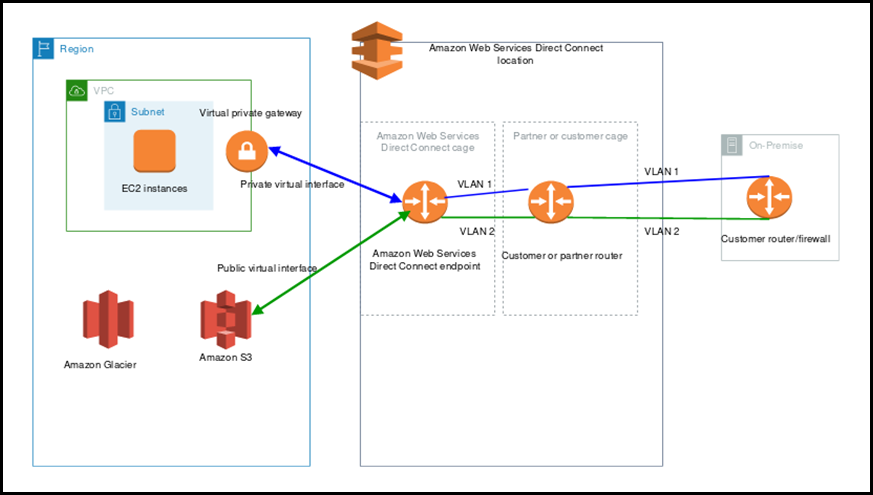 Region
VPC
Subnet
EC2 instances
Virtual private gateway
Private virtual interface
Public virtual interface
Amazon Glacier
Amazon S3
Amazon Web Services Direct Connect
location
Amazon Web Services
Direct Connect cage
Partner or customer cage
VLAN 1
VLAN 2
Amazon Web Services
Direct Connect endpoint
Customer or partner router
VLAN 1
VLAN 2
On-Premise
Customer router/firewall